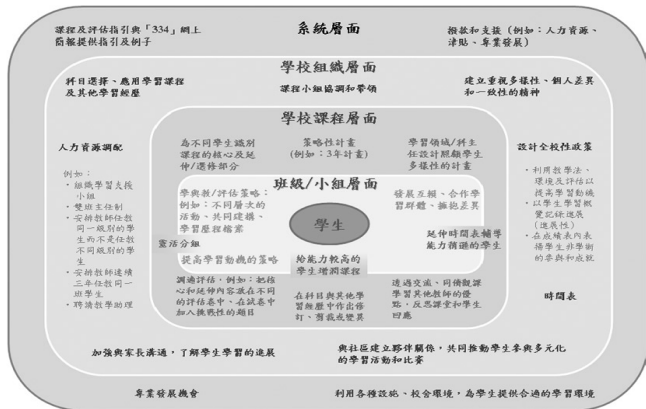 課程及評估指引與「334」網上
簡報提供指引及例子
系統層面
撥款和支援(例如:人力資源、
津貼、專業發展)
學校組織層面
科目選擇、應用學習課程
及其他學習經歷
課程小組協調和帶領
建立重視多樣性、個人差異
和一致性的精神
學校課程層面
人力資源調配
例如:
• 組織學習支援
小組
• 雙班主任制
• 安排教師任教
同一級別的學
生而不是任教
不同級別的學
生
• 安排教師連續
三年任教同一
班學生
• 聘請教學助理
為不同學生識別
課程的核心及延
伸/選修部分
策略性計畫
(例如:3年計畫)
學習領域/科主
任設計照顧學生
多樣性的計畫
設計全校性政策
• 利用教學法、
環境及評估以
提高學習動機
• 以學生學習概
覽記錄進展
(進展性)
• 在成績表內表
揚學生非學術
的參與和成就
時間表
班級/小組層面
學與教/評估策略:
例如:不同層次的
活動、共同建構、
學習歷程檔案
發展互賴、合作學
習群體、擁抱差異
學生
靈活分組
延伸時間表輔導
能力稍遜的學生
提高學習動機的策略
給能力較高的
學生增潤課程
調適評估,例如:把核
心和延伸內容放在不同
的評估卷中、在試卷中
加入挑戰性的題目
在科目與其他學
習經歷中作出修
訂、剪裁或變異
透過交流、同儕觀課
學習其他教師的優
點,反思課堂和學生
回應
加強與家長溝通,了解學生學習的進展
與社區建立夥伴關係,共同推動學生參與多元化
的學習活動和比賽
專業發展機會
利用各種設施、校舍環境,為學生提供合適的學習環境